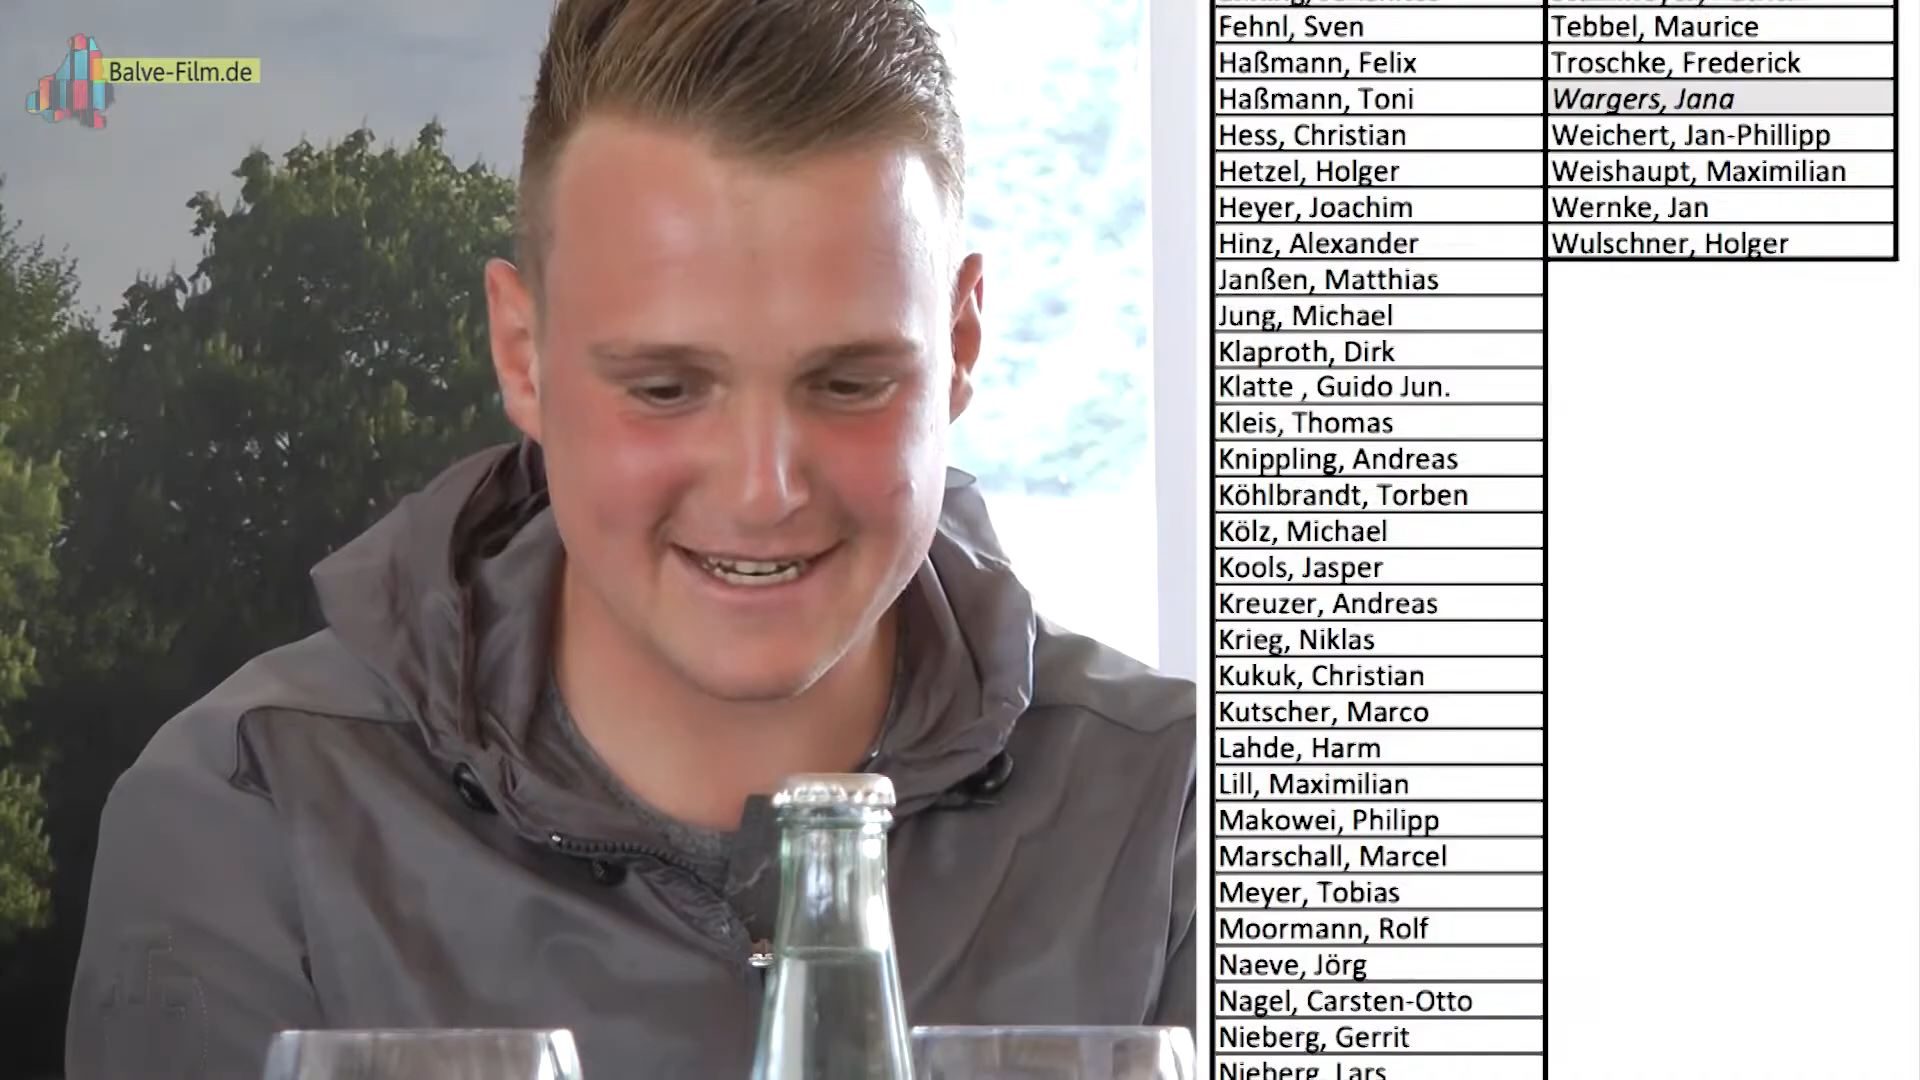 Balve-Film.de
Fehnl, Sven
Haßmann, Felix
Haßmann, Toni
Hess, Christian
Hetzel, Holger
Heyer, Joachim
Hinz, Alexander
Janßen, Matthias
Jung, Michael
Klaproth, Dirk
Klatte , Guido Jun.
Kleis, Thomas
Knippling, Andreas
Köhlbrandt, Torben
Kölz, Michael
Kools, Jasper
Kreuzer, Andreas
Krieg, Niklas
Kukuk, Christian
Kutscher, Marco
Lahde, Harm
Lill, Maximilian
Makowei, Philipp
Marschall, Marcel
Meyer, Tobias
Moormann, Rolf
Naeve, Jörg
Nagel, Carsten-Otto
Nieberg, Gerrit
Nieberg, Lars
Tebbel, Maurice
Troschke, Frederick
Wargers, Jana
Weichert, Jan-Phillipp
Weishaupt, Maximilian
Wernke, Jan
Wulschner, Holger